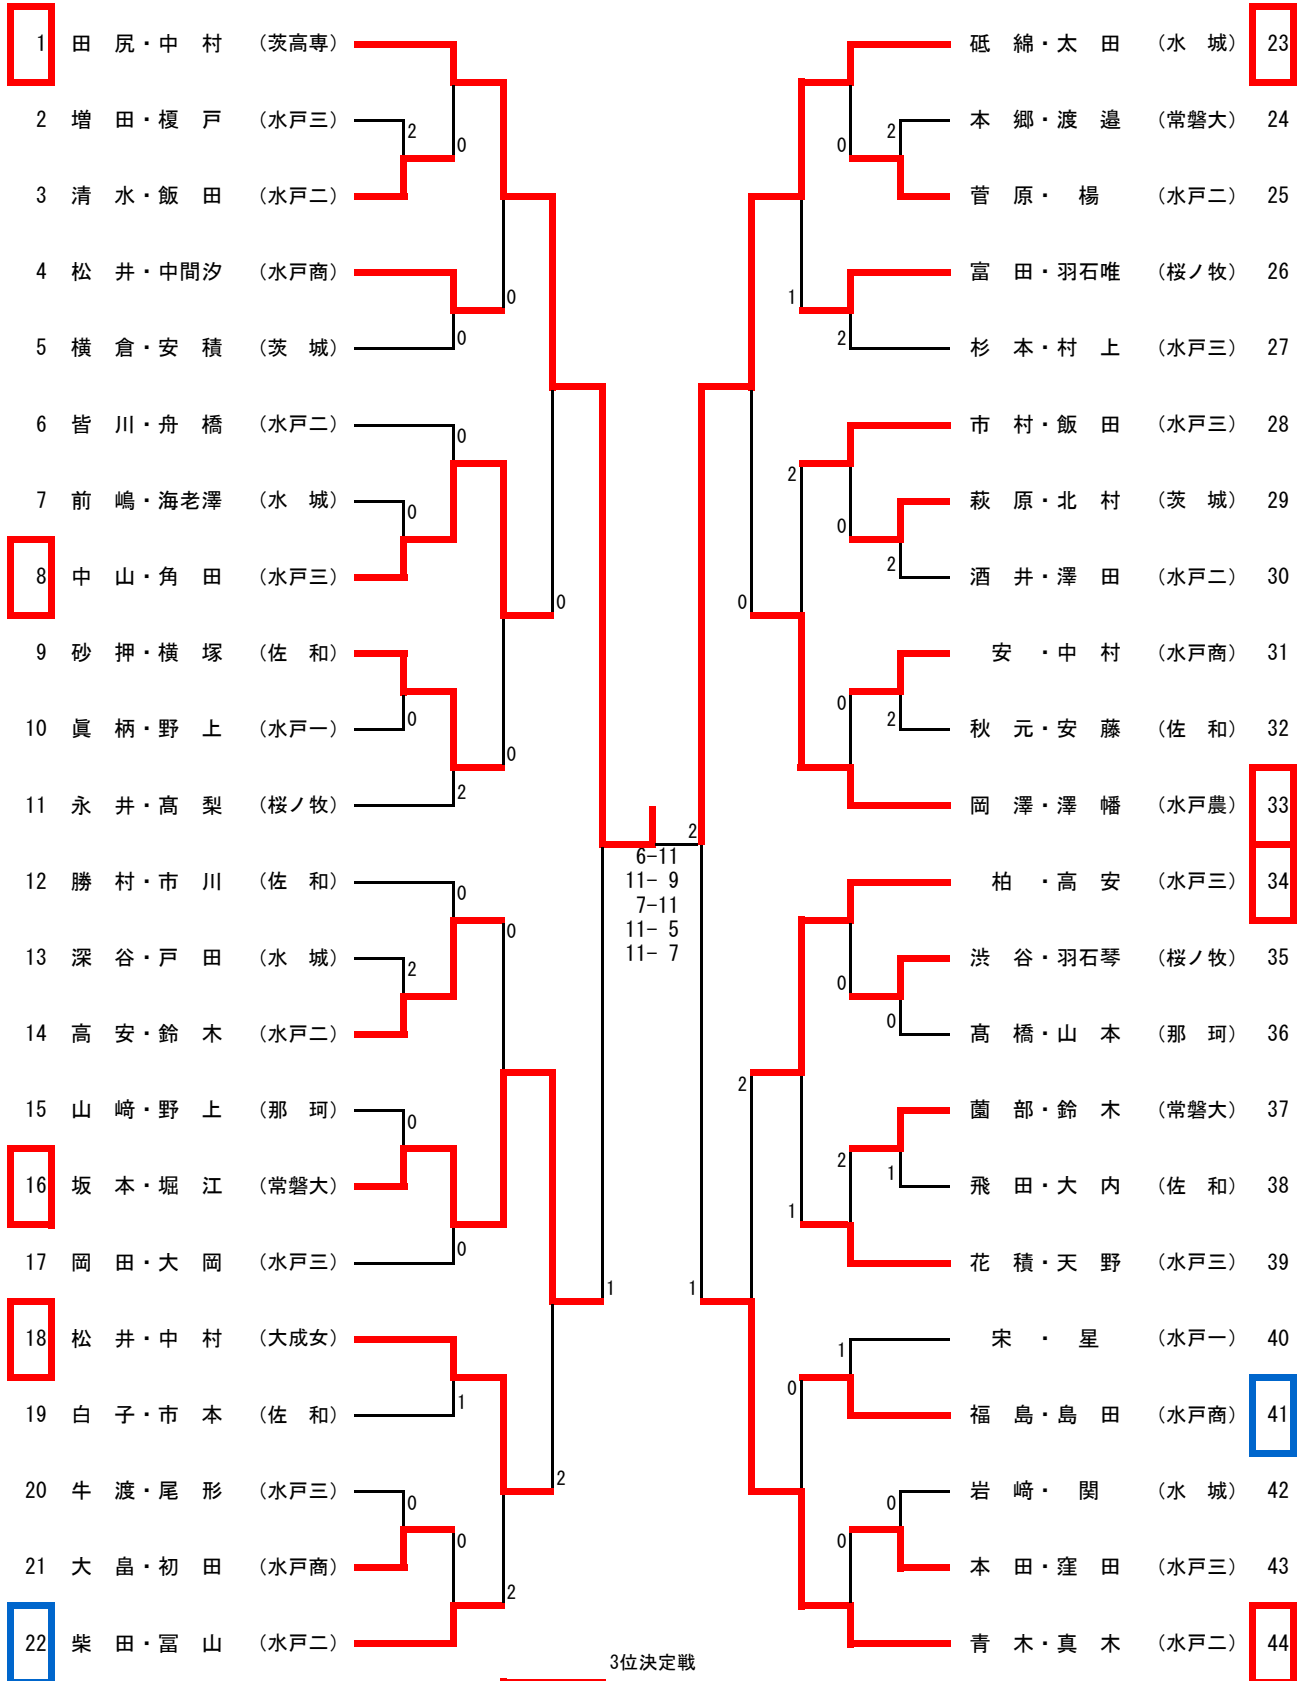 1 田 尻・中 村 (茨高専)
2 増 田・榎 戸 (水戸三)
2
0
3 清 水・飯 田 (水戸二)
4 松 井・中間汐 (水戸商)
0
5 横 倉・安 積 (茨 城)
0
6 皆 川・舟 橋 (水戸二)
0
7 前 嶋・海老澤 (水 城)
0
8 中 山・角 田 (水戸三)
0
9 砂 押・横 塚 (佐 和)
10 眞 柄・野 上 (水戸一)
0
0
11 永 井・髙 梨 (桜ノ牧)
2
12 勝 村・市 川 (佐 和)
0
0
13 深 谷・戸 田 (水 城)
2
14 高 安・鈴 木 (水戸二)
15 山 﨑・野 上 (那 珂)
0
16 坂 本・堀 江 (常磐大)
17 岡 田・大 岡 (水戸三)
0
1
18 松 井・中 村 (大成女)
19 白 子・市 本 (佐 和)
1
20 牛 渡・尾 形 (水戸三)
2
0
21 大 畠・初 田 (水戸商)
0
2
22 柴 田・冨 山 (水戸二)
2
6-11
11- 9
7-11
11- 5
11- 7
3位決定戦
砥 綿・太 田 (水 城) 23
本 郷・渡 邉 (常磐大) 24
2
0
菅 原・ 楊 (水戸二) 25
富 田・羽石唯 (桜ノ牧) 26
1
杉 本・村 上 (水戸三) 27
2
市 村・飯 田 (水戸三) 28
2
萩 原・北 村 (茨 城) 29
0
酒 井・澤 田 (水戸二) 30
2
0
安 ・中 村 (水戸商) 31
0
秋 元・安 藤 (佐 和) 32
2
岡 澤・澤 幡 (水戸農) 33
柏 ・高 安 (水戸三) 34
渋 谷・羽石琴 (桜ノ牧) 35
0
髙 橋・山 本 (那 珂) 36
0
2
薗 部・鈴 木 (常磐大) 37
2
飛 田・大 内 (佐 和) 38
1
1
花 積・天 野 (水戸三) 39
1
宋 ・ 星 (水戸一) 40
1
0
福 島・島 田 (水戸商) 41
岩 﨑・ 関 (水 城) 42
0
0
本 田・窪 田 (水戸三) 43
青 木・真 木 (水戸二) 44